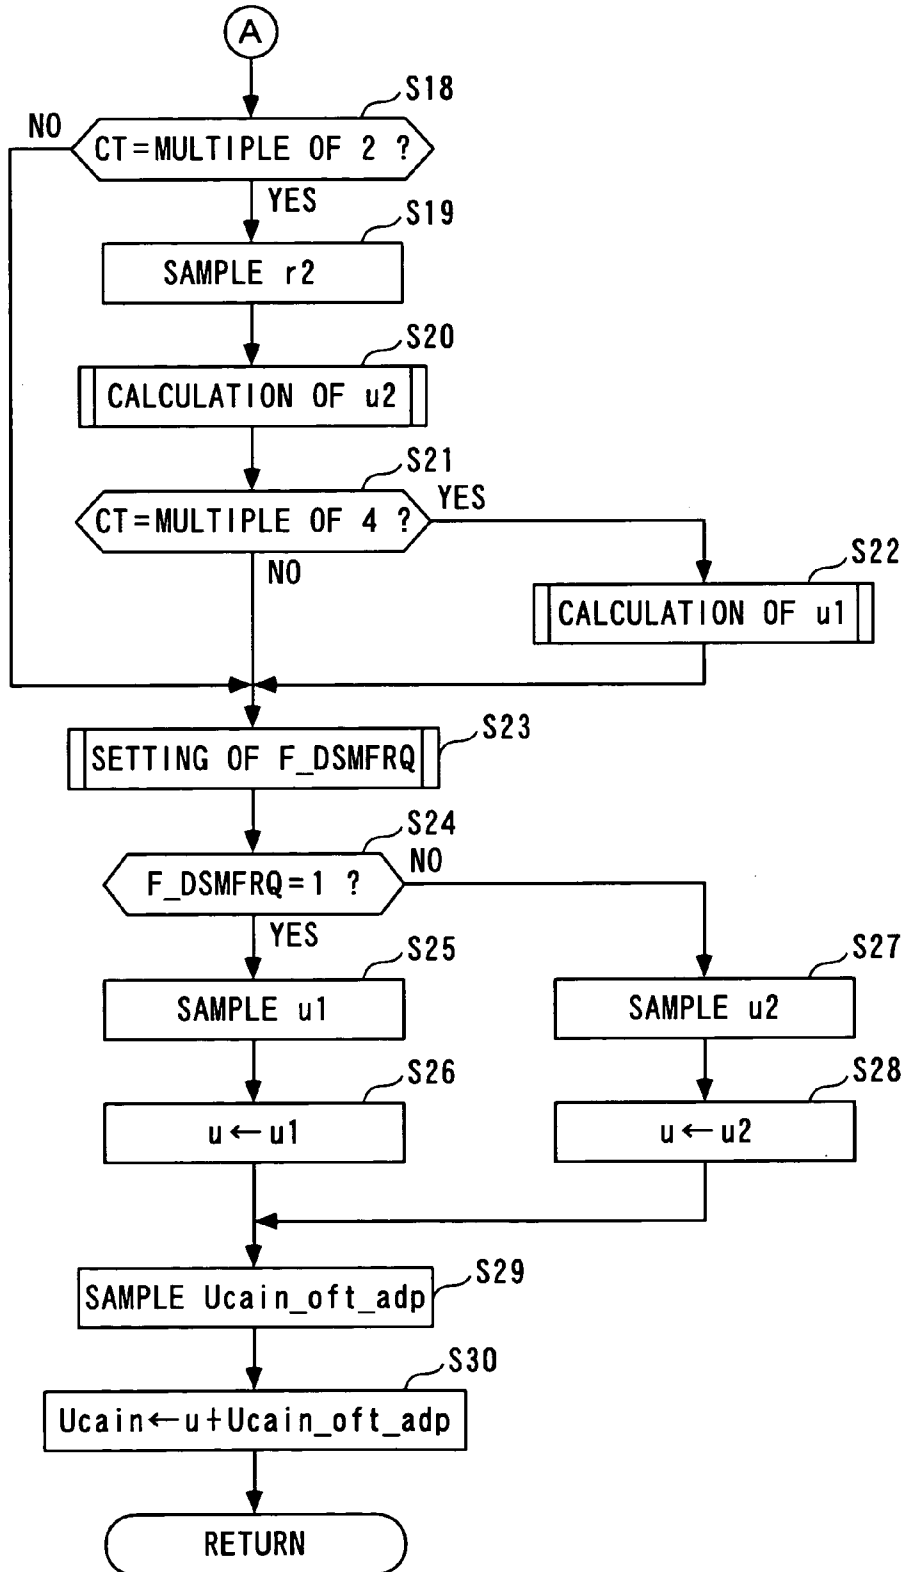 A
S18
NO
CT=MULTIPLE OF 2 ?
YES
S19
SAMPLE r2
S20
CALCULATION OF u2
S21
CT=MULTIPLE OF 4 ?
YES
NO
S22
CALCULATION OF u1
S23
SETTING OF F_DSMFRQ
S24
F_DSMFRQ=1 ?
NO
YES
S25
SAMPLE u1
S27
SAMPLE u2
S26
u←u1
S28
u←u2
S29
SAMPLE Ucain_oft_adp
S30
Ucain←u+Ucain_oft_adp
RETURN